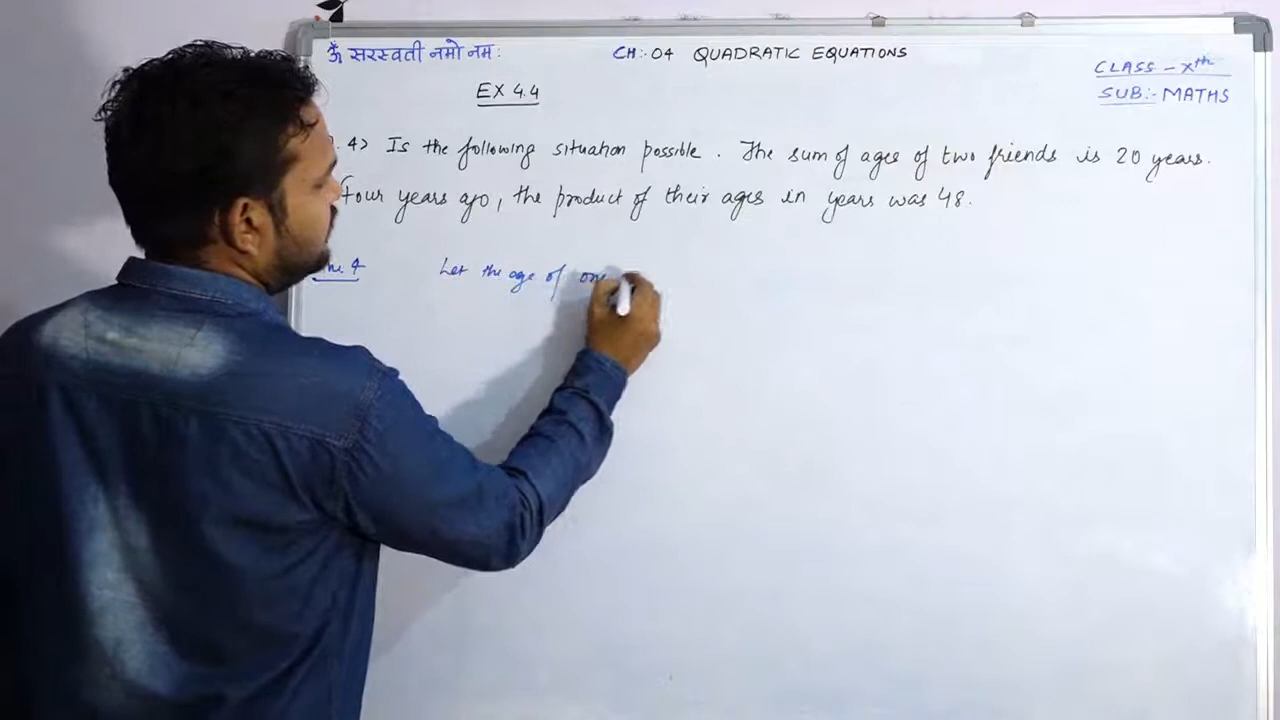 ॐ सरस्वती नमो नमः
CH:- 04 QUADRATIC EQUATIONS
CLASS - Xth
SUB:- MATHS
EX 4.4
4> Is the following situation possible. The sum of ages of two friends is 20 years.
Four years ago, the product of their ages in years was 48.
4
Let the age of one